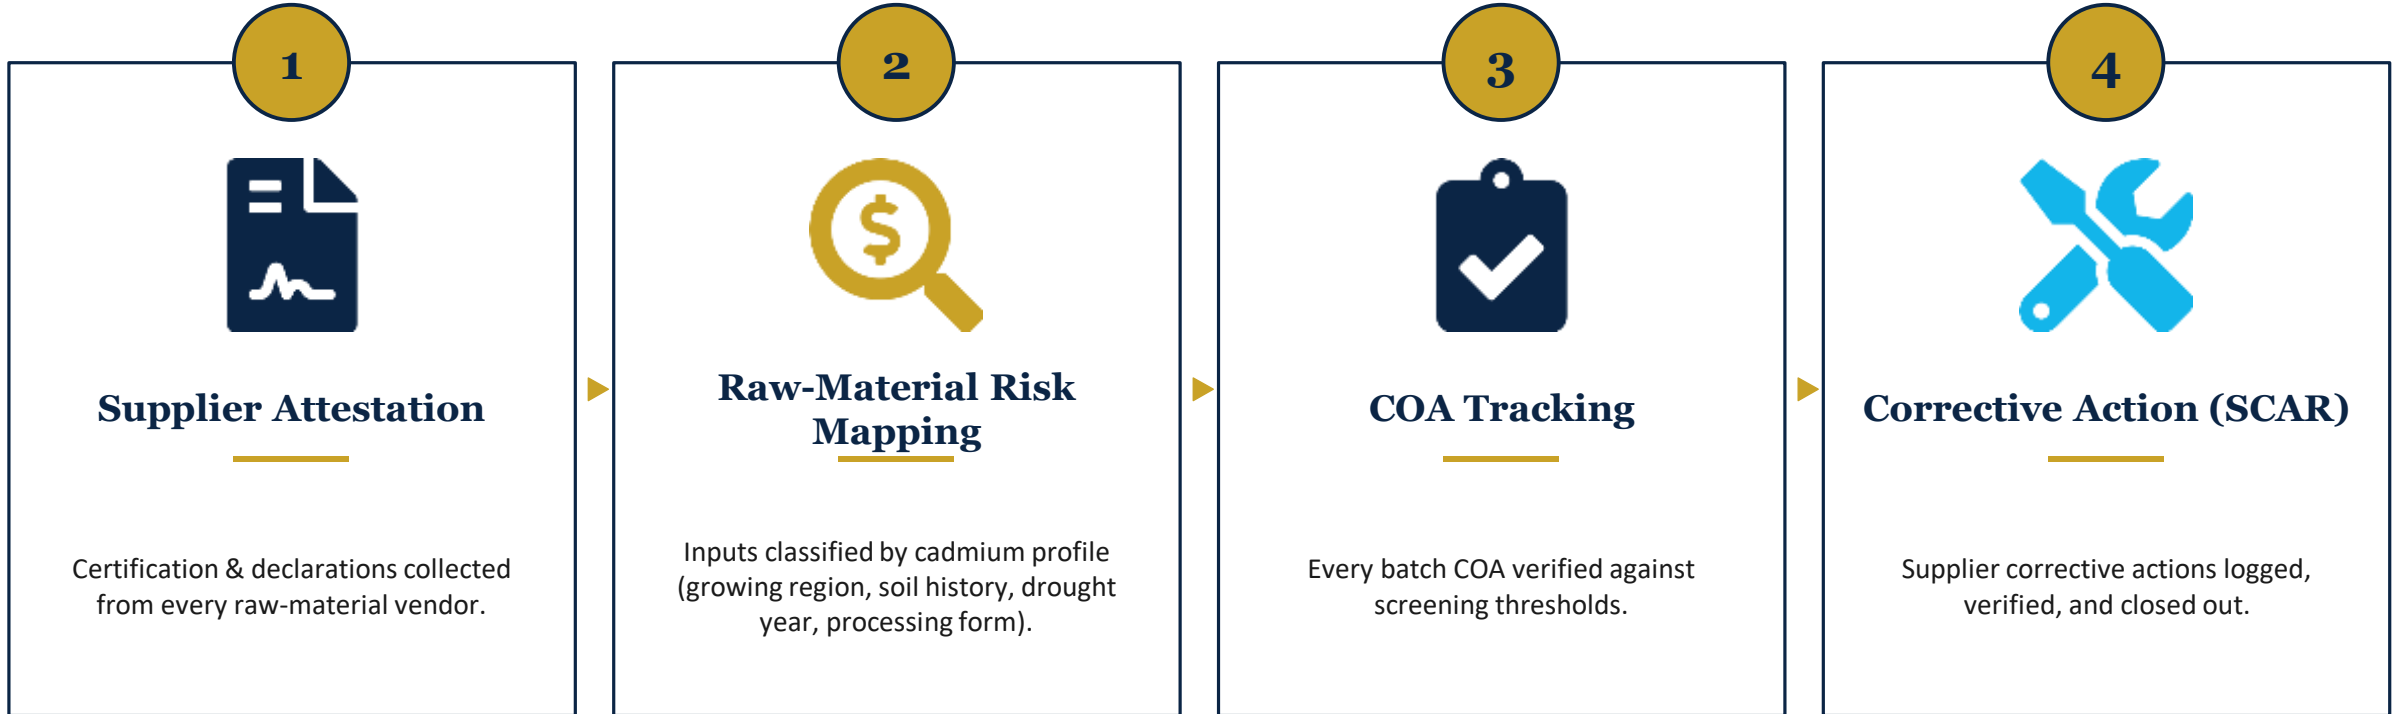 1
Supplier Attestation
Certification & declarations collected
from every raw-material vendor.
2
$
Raw-Material Risk
Mapping
Inputs classified by cadmium profile
(growing region, soil history, drought
year, processing form).
3
COA Tracking
Every batch COA verified against
screening thresholds.
4
Corrective Action (SCAR)
Supplier corrective actions logged,
verified, and closed out.